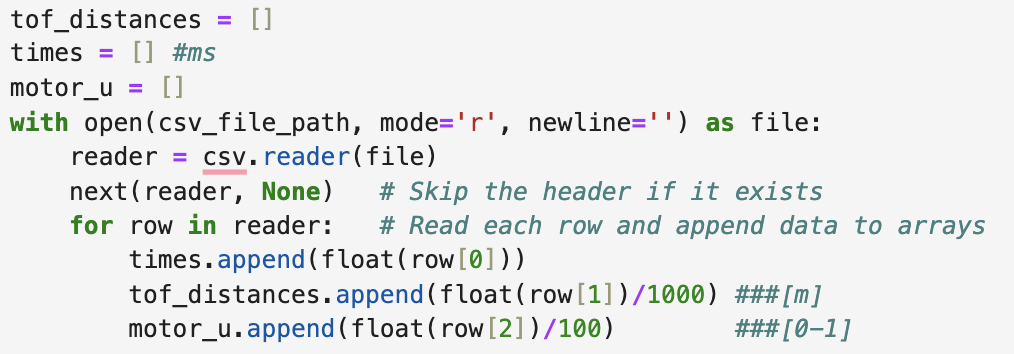 tof_distances = []
times = [] #ms
motor_u = []
with open(csv_file_path, mode='r', newline='') as file:
    reader = csv.reader(file)
    next(reader, None)   # Skip the header if it exists
    for row in reader:   # Read each row and append data to arrays
        times.append(float(row[0]))
        tof_distances.append(float(row[1])/1000) ###[m]
        motor_u.append(float(row[2])/100)        ###[0-1]